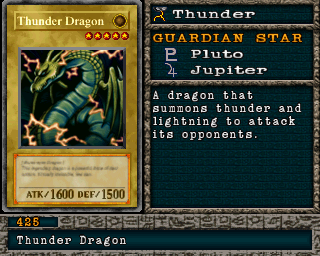 Thunder Dragon
ATK/1600 DEF/1500
Thunder
GUARDIAN STAR
Pluto
Jupiter
A dragon that
summons thunder and
lightning to attack
its opponents.
425
Thunder Dragon